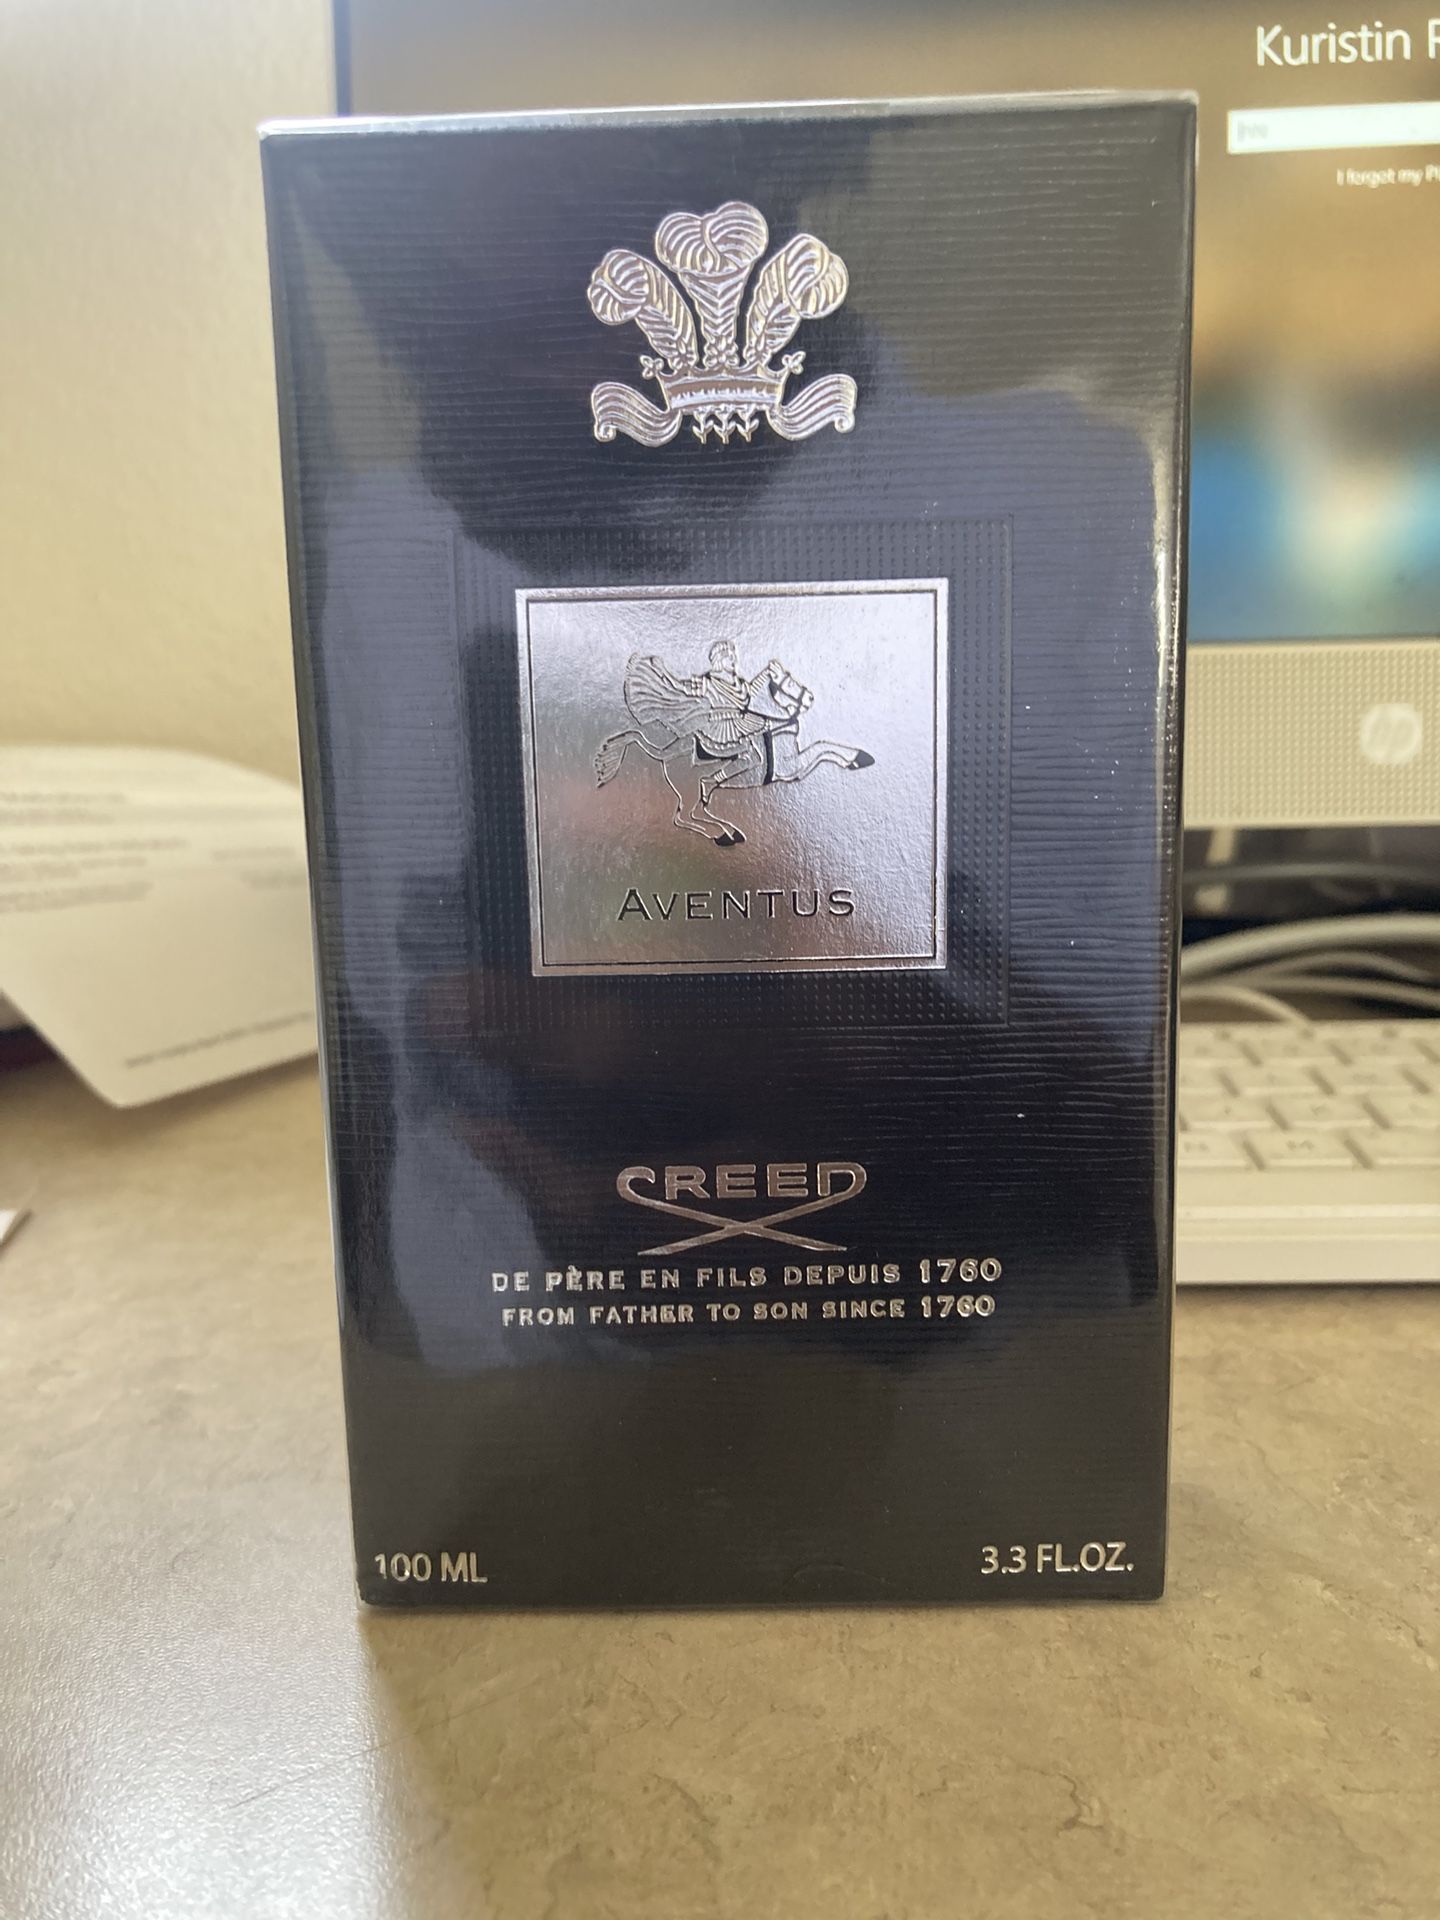 Kuristin
I forgot my
AVENTUS
CREED
DE PÈRE EN FILS DEPUIS 1760
FROM FATHER TO SON SINCE 1760
100 ML
3.3 FL.OZ.
hp